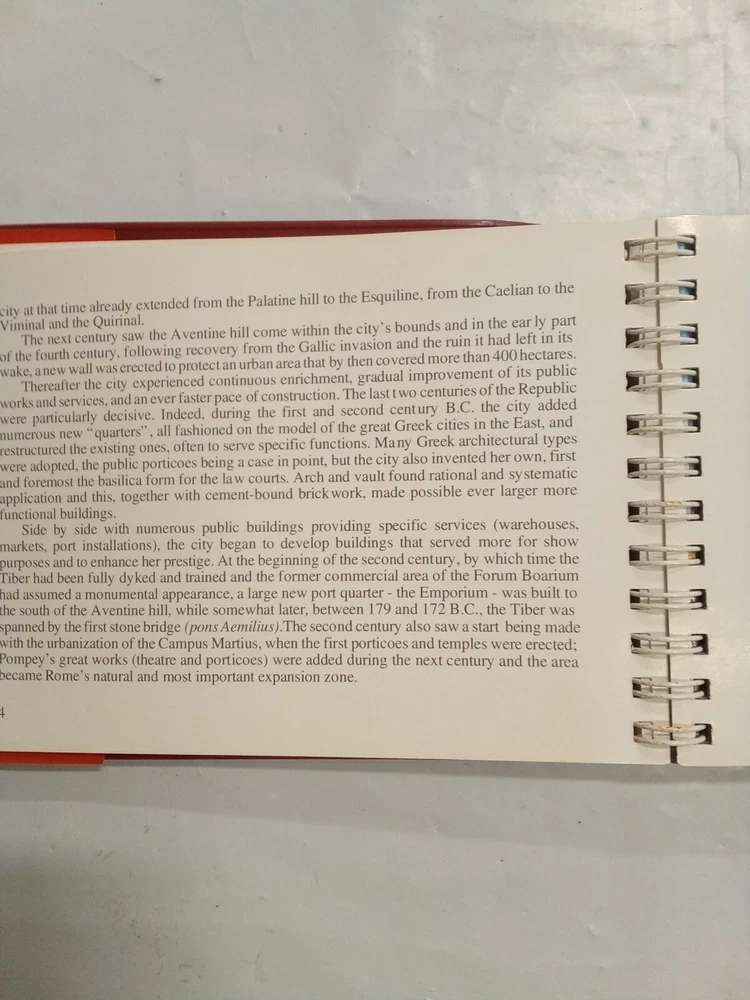 city at that time already extended from the Palatine hill to the Esquiline, from the Caelian to the
Viminal and the Quirinal.
The next century saw the Aventine hill come within the city's bounds and in the ear ly part
of the fourth century, following recovery from the Gallic invasion and the ruin it had left in its
wake, a new wall was erected to protect an urban area that by then covered more than 400 hectares.
Thereafter the city experienced continuous enrichment, gradual improvement of its public
works and services, and an ever faster pace of construction. The last two centuries of the Republic
were particularly decisive. Indeed, during the first and second century B.C. the city added
numerous new "quarters", all fashioned on the model of the great Greek cities in the East, and
restructured the existing ones, often to serve specific functions. Many Greek architectural types
were adopted, the public porticoes being a case in point, but the city also invented her own, first
and foremost the basilica form for the law courts. Arch and vault found rational and systematic
application and this, together with cement-bound brickwork, made possible ever larger more
functional buildings.
Side by side with numerous public buildings providing specific services (warehouses,
markets, port installations), the city began to develop buildings that served more for show
purposes and to enhance her prestige. At the beginning of the second century, by which time the
Tiber had been fully dyked and trained and the former commercial area of the Forum Boarium
had assumed a monumental appearance, a large new port quarter - the Emporium - was built to
the south of the Aventine hill, while somewhat later, between 179 and 172 B.C., the Tiber was
spanned by the first stone bridge (pons Aemilius).The second century also saw a start being made
with the urbanization of the Campus Martius, when the first porticoes and temples were erected;
Pompey's great works (theatre and porticoes) were added during the next century and the area
became Rome's natural and most important expansion zone.
4